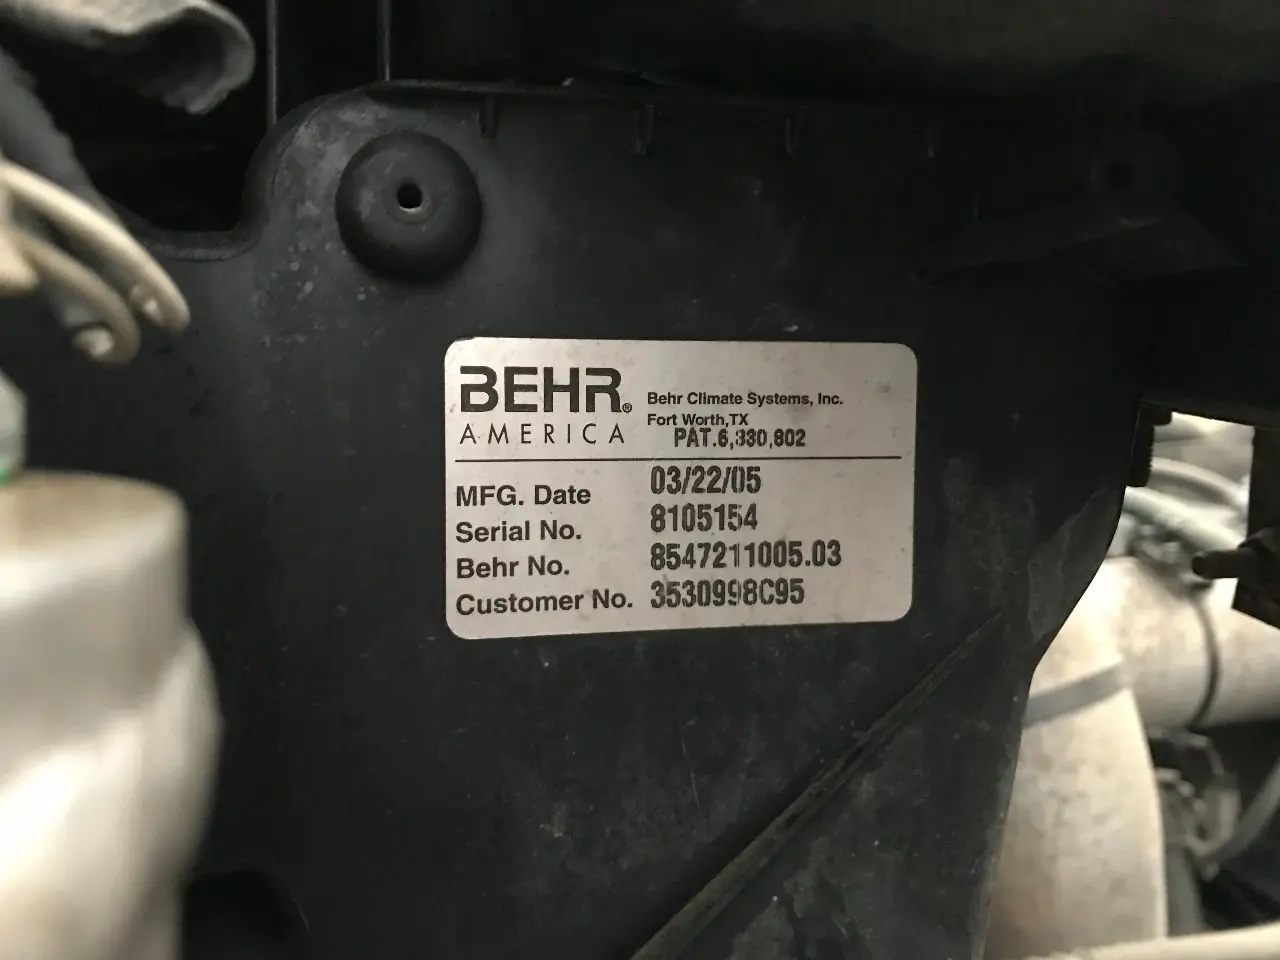 BEHR®
AMERICA
Behr Climate Systems, Inc.
Fort Worth,TX
PAT.6,330,802
MFG. Date 03/22/05
Serial No. 8105154
Behr No. 8547211005.03
Customer No. 3530998C95